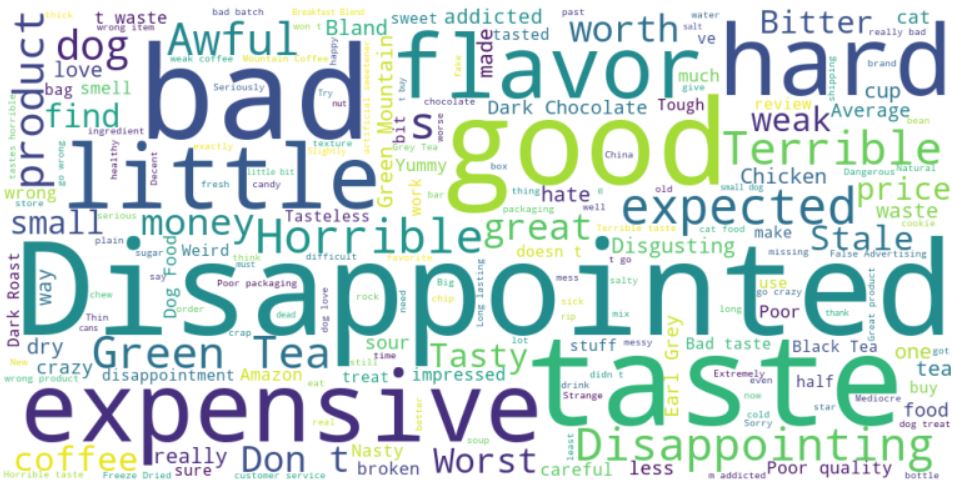 bad batch
Breakfast Blend
thick
t waste
wrong item
won t
Bland
sweet
addicted
past
water
Bitter
cat
product
dog
Awful
weak coffee
Mountain Coffee
flavor
tasted
worth
salt
hard
really bad
love
bad
happy
artificial sweetener
t buy
fake
made
ve
brand
shipping
cup
bag
smell
Seriously
Try
nut
Green Mountain
chocolate
worse
much
give
review
Average
find
ingredient
exactly
texture
bit
s
Dark Chocolate
Tough
weak
bean
tastes horrible
go wrong
healthy
Decent
Slightly
Grey Tea
good
China
Terrible
little
little bit
Yummy
box
Chicken
Dangerous
Natural
wrong
store
fresh
candy
work
bar
thing
hate
ll
old
small dog
price
small
serious
money
Tasteless
packaging
well
expected
waste
cookie
plain
Horrible
great
Terrible taste
make
Stale
Dark Roast
way
sugar
Dog Food
Weird
think
difficult
favorite
doesn t
cat food
Disgusting
t go
missing
False Advertising
Disappointed
say
must
Poor packaging
dog love
rock
need
Big
chip
Long lasting
mess
sick
rip
salty
mix
long
Poor
use
go crazy
thank
Great product
chew
Thin
cans
order
dead
crap
dry
Green Tea
sour
Tasty
lot
stuff
messy
Earl Grey
Bad taste
Black Tea
one
got
crazy
New
wrong product
disappointment
Amazon
still
time
treat
impressed
didn t
taste
Extremely
even
half
tea
buy
eat
drink
Strange
now
star
Mediocre
expensive
real
better
cold
Sorry
food
dog treat
soup
least
Disappointing
coffee
really
sure
Don t
Nasty
broken
Worst
careful
less
Poor quality
Horrible taste
Freeze Dried
customer service
m addicted
bottle